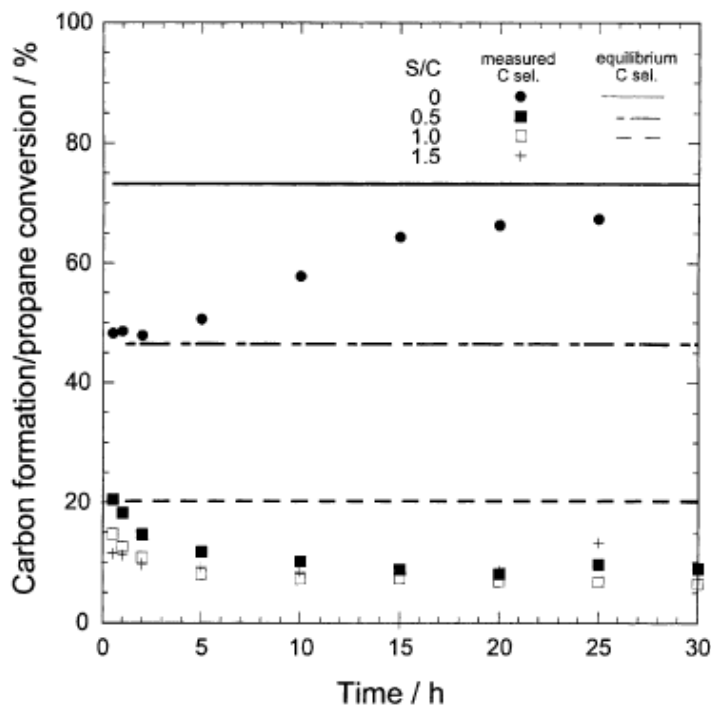 100
80
60
40
20
0
0
5
10
15
20
25
30
Carbon formation/propane conversion / %
Time / h
S/C
measured
C sel.
equilibrium
C sel.
0
0.5
1.0
1.5